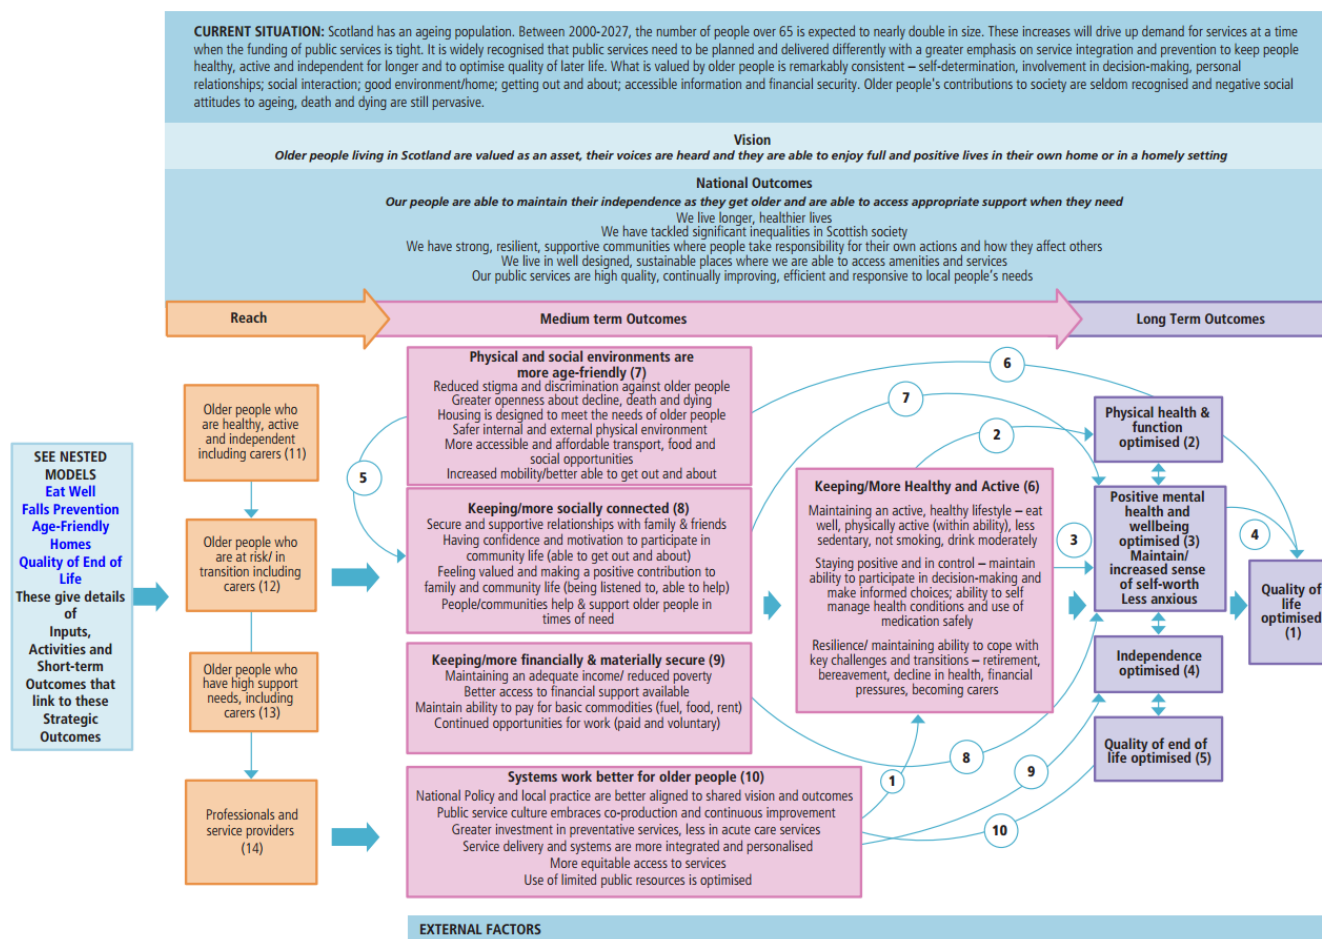 CURRENT SITUATION: Scotland has an ageing population. Between 2000-2027, the number of people over 65 is expected to nearly double in size. These increases will drive up demand for services at a time
when the funding of public services is tight. It is widely recognised that public services need to be planned and delivered differently with a greater emphasis on service integration and prevention to keep people
healthy, active and independent for longer and to optimise quality of later life. What is valued by older people is remarkably consistent – self-determination, involvement in decision-making, personal
relationships; social interaction; good environment/home; getting out and about; accessible information and financial security. Older people's contributions to society are seldom recognised and negative social
attitudes to ageing, death and dying are still pervasive.
Vision
Older people living in Scotland are valued as an asset, their voices are heard and they are able to enjoy full and positive lives in their own home or in a homely setting
National Outcomes
Our people are able to maintain their independence as they get older and are able to access appropriate support when they need
We live longer, healthier lives
We have tackled significant inequalities in Scottish society
We have strong, resilient, supportive communities where people take responsibility for their own actions and how they affect others
We live in well designed, sustainable places where we are able to access amenities and services
Our public services are high quality, continually improving, efficient and responsive to local people's needs
Reach
Medium term Outcomes
Long Term Outcomes
SEE NESTED
MODELS
Eat Well
Falls Prevention
Age-Friendly
Homes
Quality of End of
Life
These give details
of
Inputs,
Activities and
Short-term
Outcomes that
link to these
Strategic
Outcomes
Older people who
are healthy, active
and independent
including carers (11)
Older people who
are at risk/ in
transition including
carers (12)
Older people who
have high support
needs, including
carers (13)
Professionals and
service providers
(14)
Physical and social environments are
more age-friendly (7)
Reduced stigma and discrimination against older people
Greater openness about decline, death and dying
Housing is designed to meet the needs of older people
Safer internal and external physical environment
More accessible and affordable transport, food and
social opportunities
Increased mobility/better able to get out and about
5
Keeping/more socially connected (8)
Secure and supportive relationships with family & friends
Having confidence and motivation to participate in
community life (able to get out and about)
Feeling valued and making a positive contribution to
family and community life (being listened to, able to help)
People/communities help & support older people in
times of need
Keeping/more financially & materially secure (9)
Maintaining an adequate income/ reduced poverty
Better access to financial support available
Maintain ability to pay for basic commodities (fuel, food, rent)
Continued opportunities for work (paid and voluntary)
Systems work better for older people (10)
National Policy and local practice are better aligned to shared vision and outcomes
Public service culture embraces co-production and continuous improvement
Greater investment in preventative services, less in acute care services
Service delivery and systems are more integrated and personalised
More equitable access to services
Use of limited public resources is optimised
6
7
2
Keeping/More Healthy and Active (6)
Maintaining an active, healthy lifestyle – eat
well, physically active (within ability), less
sedentary, not smoking, drink moderately
Staying positive and in control – maintain
ability to participate in decision-making and
make informed choices; ability to self
manage health conditions and use of
medication safely
Resilience/ maintaining ability to cope with
key challenges and transitions – retirement,
bereavement, decline in health, financial
pressures, becoming carers
3
8
1
9
10
Physical health &
function
optimised (2)
Positive mental
health and
wellbeing
optimised (3)
Maintain/
increased sense
of self-worth
Less anxious
Independence
optimised (4)
Quality of end of
life optimised (5)
4
Quality of
life
optimised
(1)
EXTERNAL FACTORS